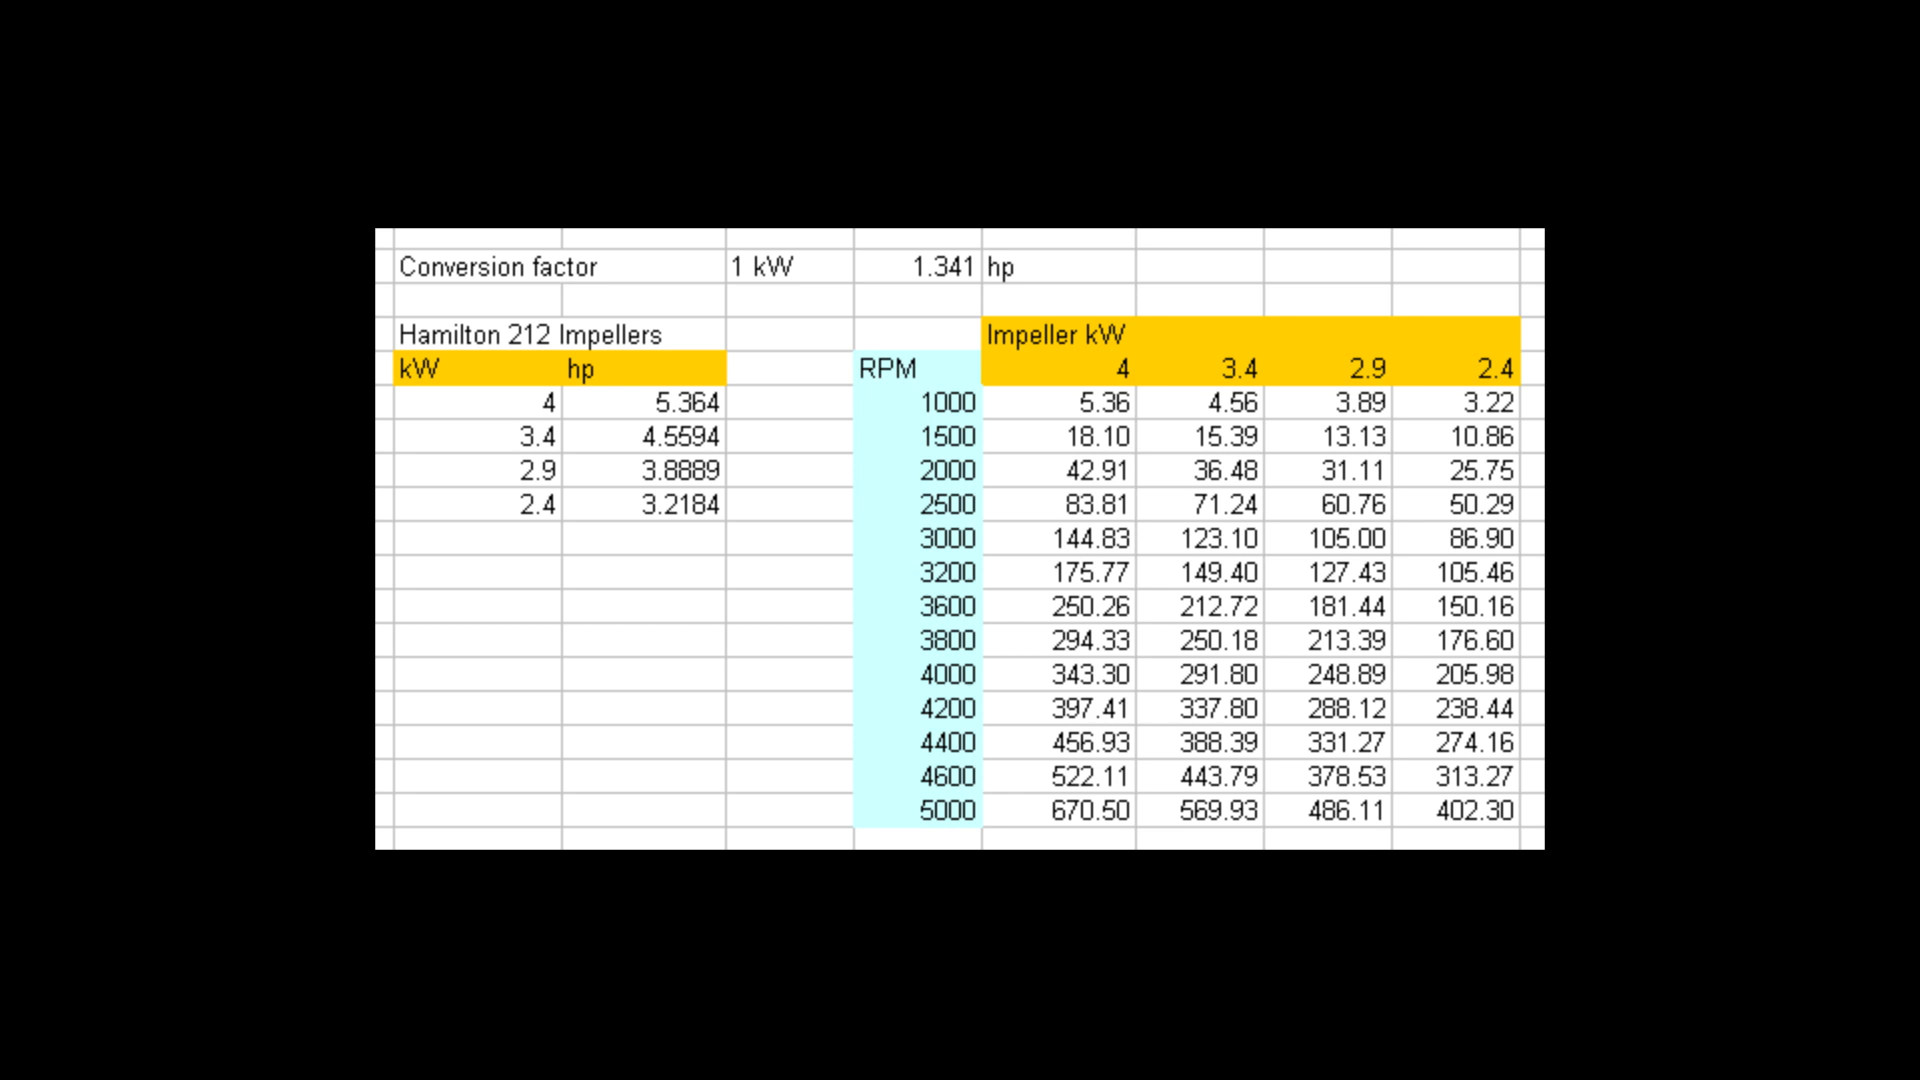 Conversion factor 1 kW 1.341 hp
Hamilton 212 Impellers Impeller kW
kW hp RPM 4 3.4 2.9 2.4
4 5.364 1000 5.36 4.56 3.89 3.22
3.4 4.5594 1500 18.10 15.39 13.13 10.86
2.9 3.8889 2000 42.91 36.48 31.11 25.75
2.4 3.2184 2500 83.81 71.24 60.76 50.29
3000 144.83 123.10 105.00 86.90
3200 175.77 149.40 127.43 105.46
3600 250.26 212.72 181.44 150.16
3800 294.33 250.18 213.39 176.60
4000 343.30 291.80 248.89 205.98
4200 397.41 337.80 288.12 238.44
4400 456.93 388.39 331.27 274.16
4600 522.11 443.79 378.53 313.27
5000 670.50 569.93 486.11 402.30